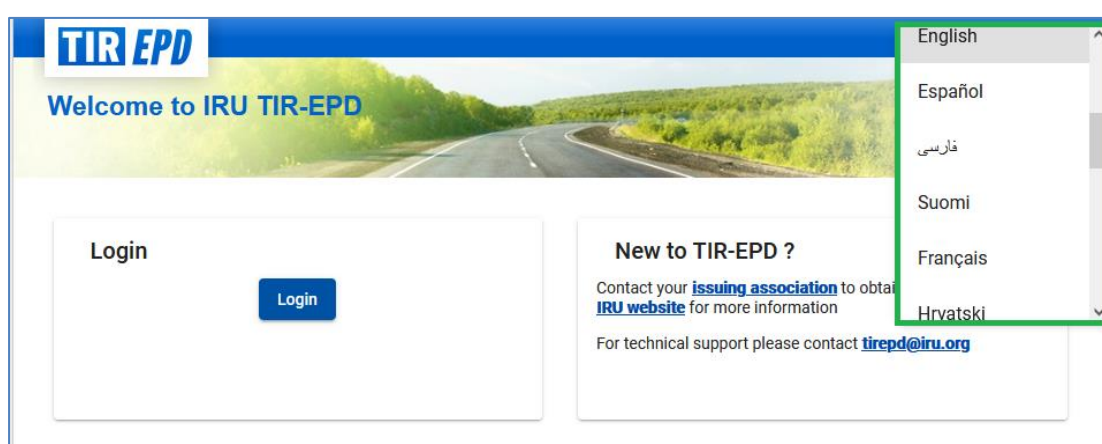 TIR EPD
Welcome to IRU TIR-EPD
English
Español
فارسی
Suomi
Français
Hrvatski
Login
Login
New to TIR-EPD ?
Contact your issuing association to
IRU website for more information
For technical support please contact tirepd@iru.org